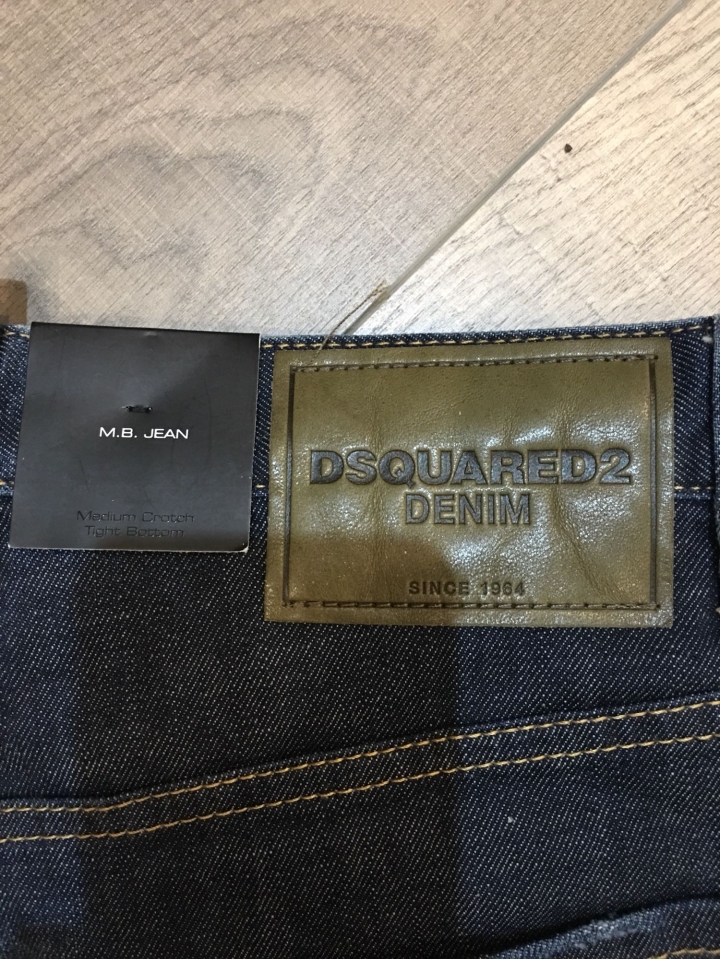 M.B. JEAN
Medium Crotch
Tight Bottom
DSQUARED2
DENIM
SINCE 1964